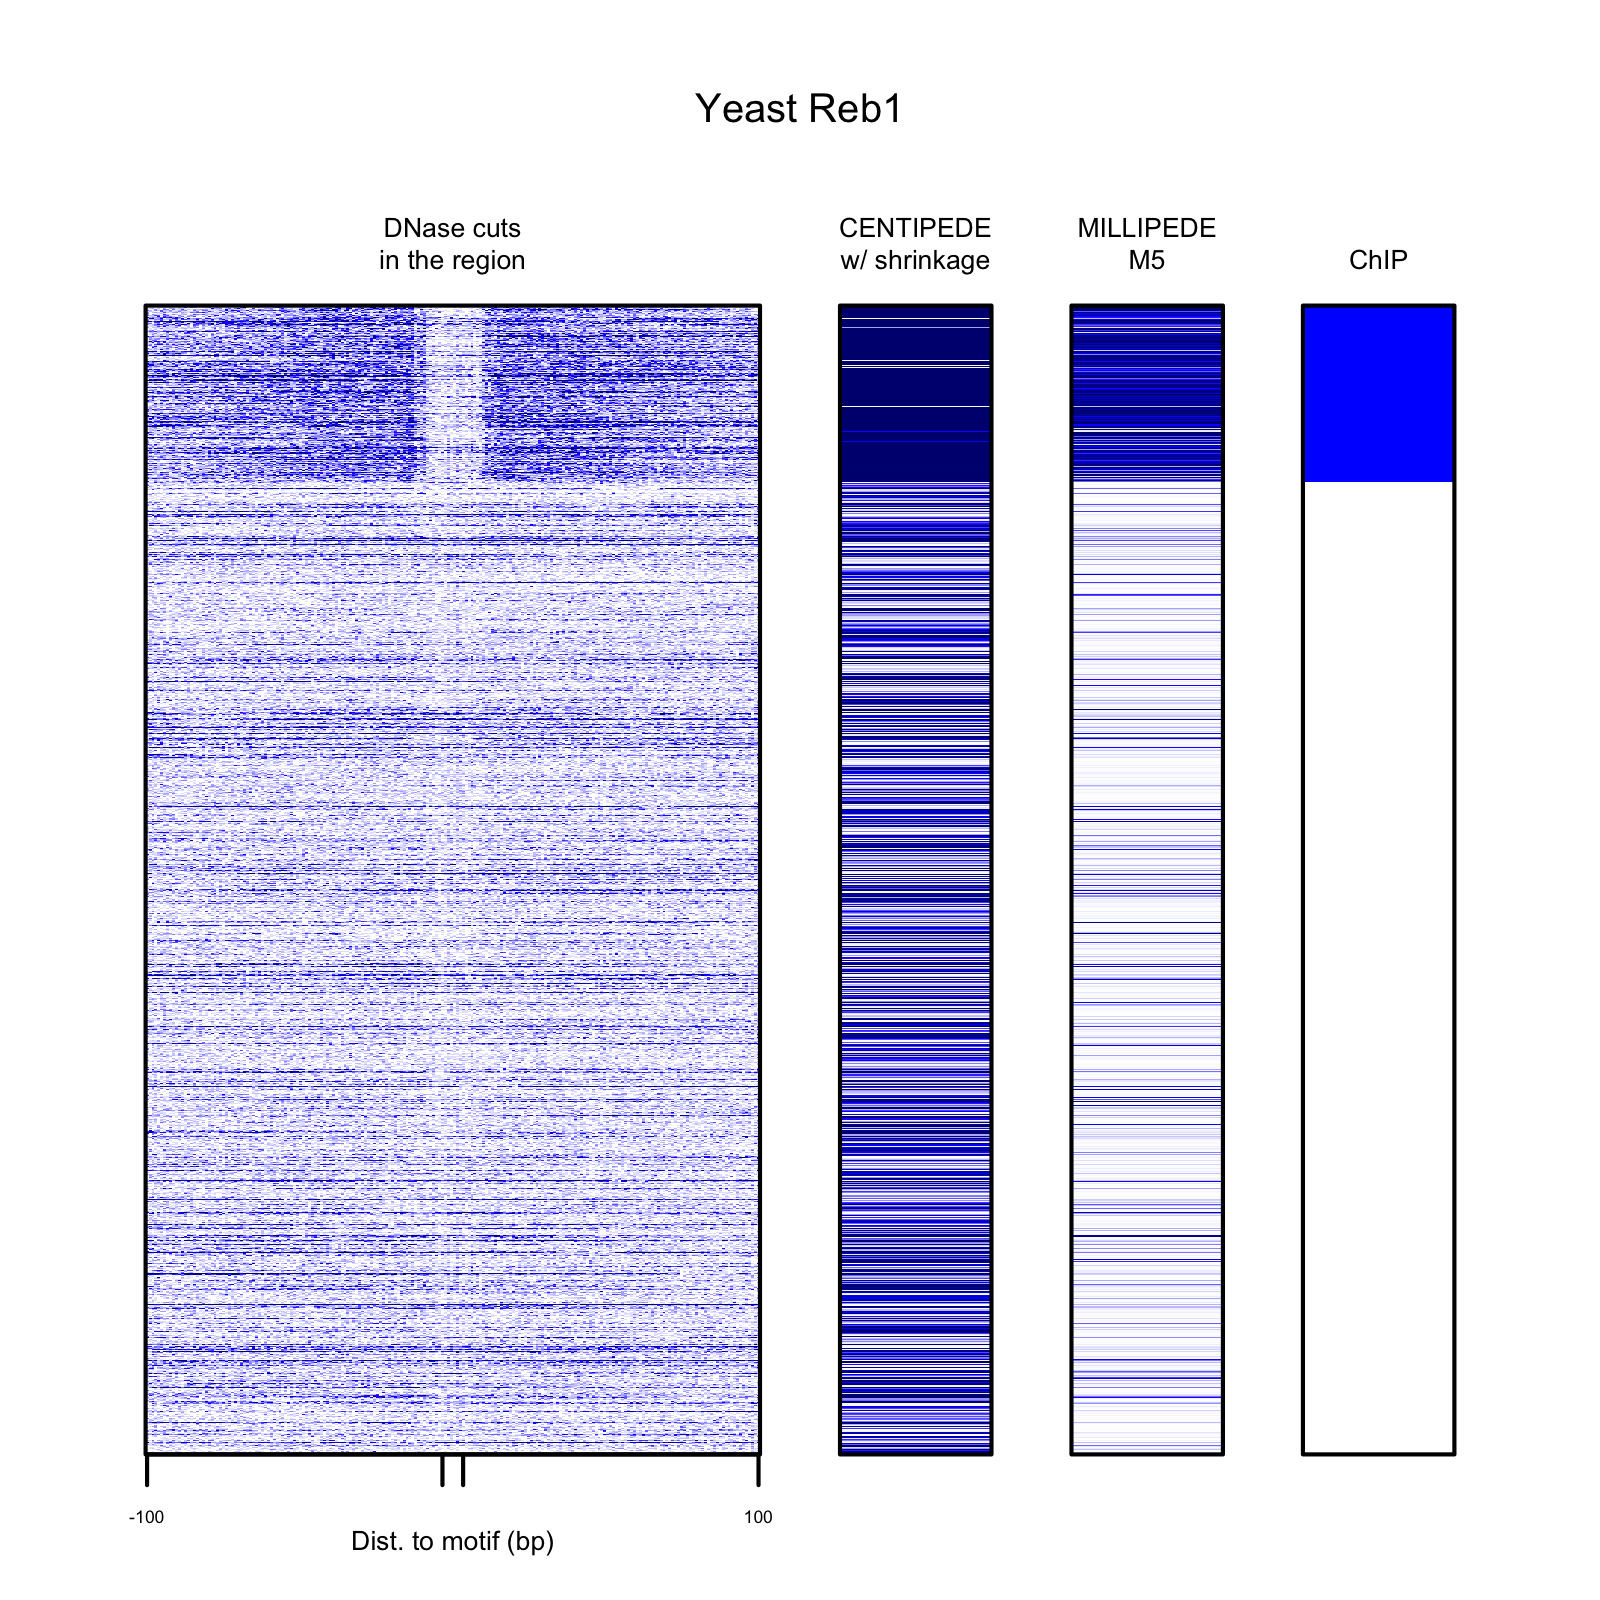 Yeast Reb1
DNase cuts
in the region
CENTIPEDE
w/ shrinkage
MILLIPEDE
M5
ChIP
-100
100
Dist. to motif (bp)